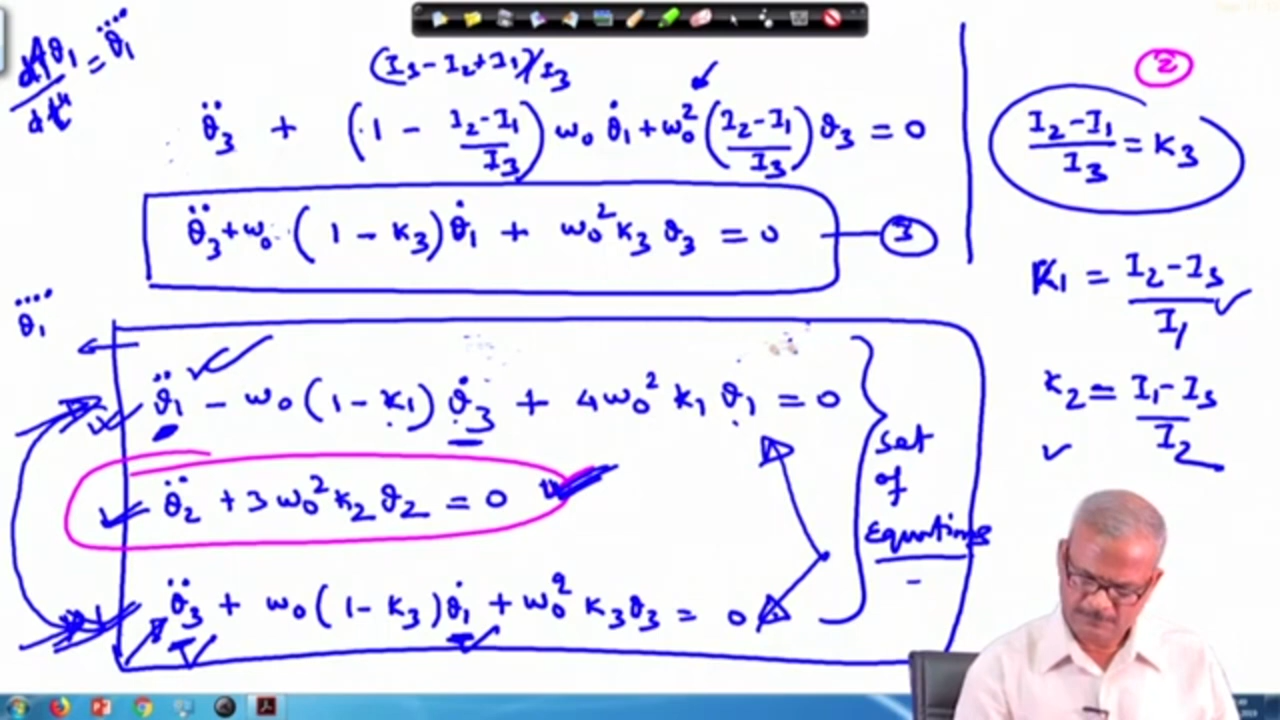 d⁴θ₁/dt⁴ = θ⃜₁
(I₃ - I₂ + I₁)/I₃
θ̈₃ + (1 - (I₂-I₁)/I₃) ω₀ θ̇₁ + ω₀² ((I₂-I₁)/I₃) θ₃ = 0
θ̈₃ + ω₀ (1 - K₃) θ̇₁ + ω₀² K₃ θ₃ = 0 — 3
2
(I₂-I₁)/I₃ = K₃
K₁ = (I₂-I₃)/I₁
K₂ = (I₁-I₃)/I₂
θ⃜₁
θ̈₁ - ω₀ (1 - K₁) θ̇₃ + 4ω₀² K₁ θ₁ = 0
θ̈₂ + 3ω₀² K₂ θ₂ = 0
θ̈₃ + ω₀ (1 - K₃) θ̇₁ + ω₀² K₃ θ₃ = 0
set
of
Equations